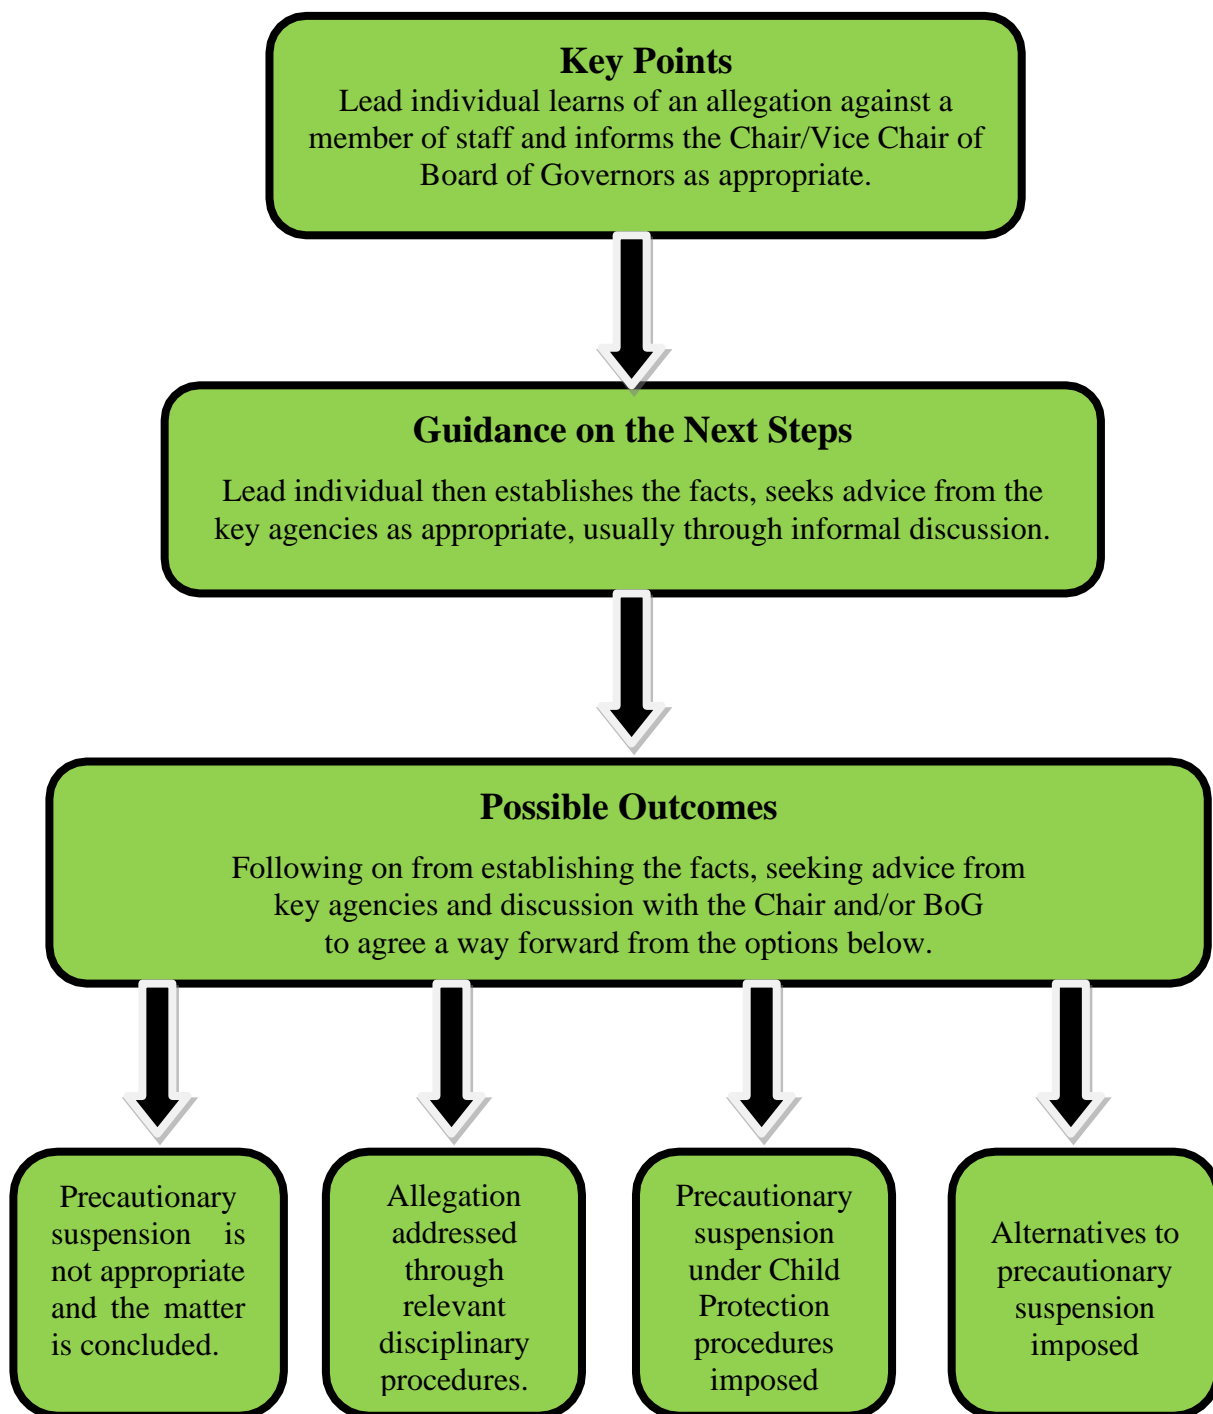 Key Points
Lead individual learns of an allegation against a
member of staff and informs the Chair/Vice Chair of
Board of Governors as appropriate.
Guidance on the Next Steps
Lead individual then establishes the facts, seeks advice from the
key agencies as appropriate, usually through informal discussion.
Possible Outcomes
Following on from establishing the facts, seeking advice from
key agencies and discussion with the Chair and/or BoG
to agree a way forward from the options below.
Precautionary
suspension is
not appropriate
and the matter
is concluded.
Allegation
addressed
through
relevant
disciplinary
procedures.
Precautionary
suspension
under Child
Protection
procedures
imposed
Alternatives to
precautionary
suspension
imposed